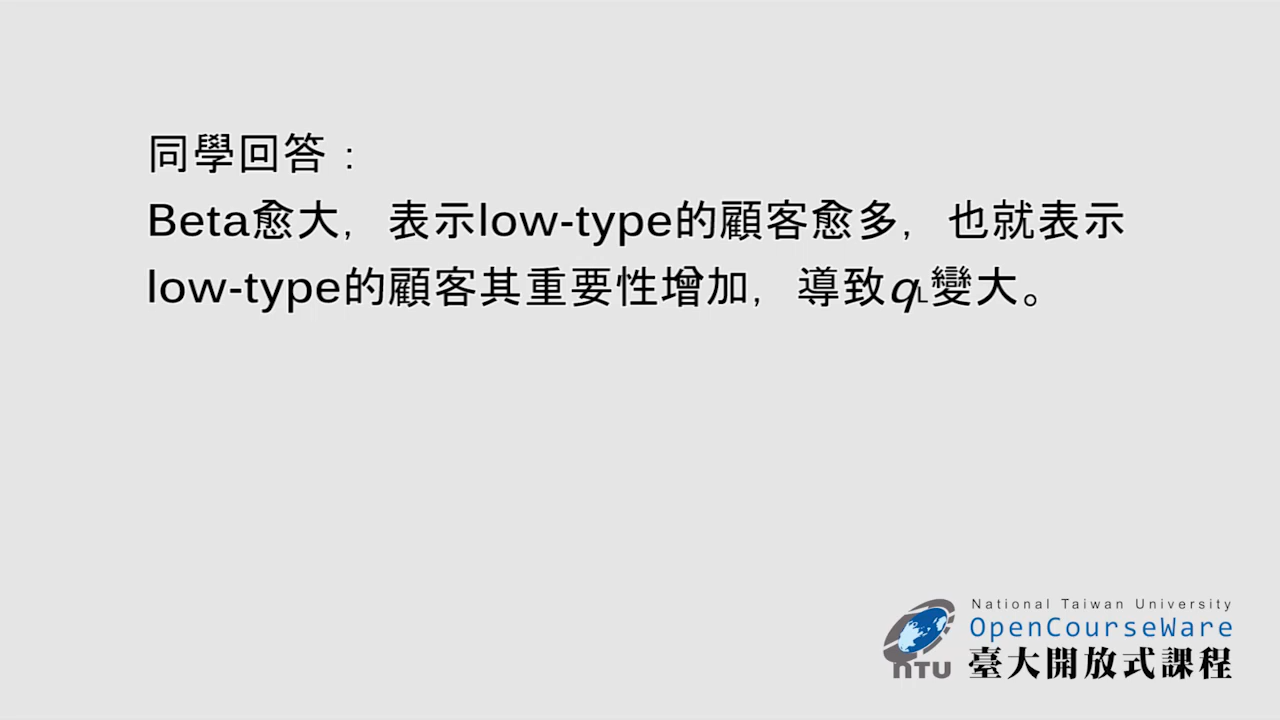 同學回答：
Beta愈大，表示low-type的顧客愈多，也就表示
low-type的顧客其重要性增加，導致qL變大。
National Taiwan University
OpenCourseWare
NTU
臺大開放式課程